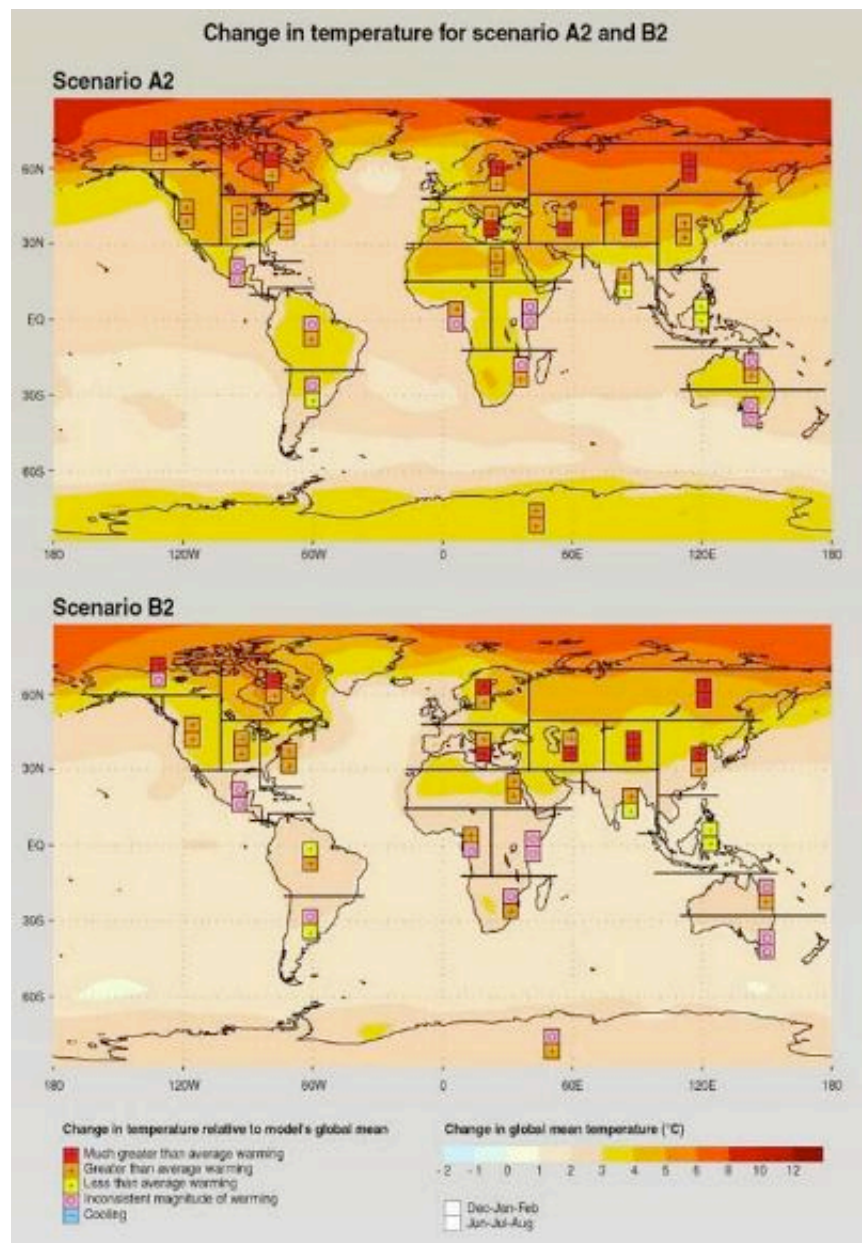 Change in temperature for scenario A2 and B2
Scenario A2
60N
30N
EQ
30S
60S
180 120W 60W 0 60E 120E 180
Scenario B2
60N
30N
EQ
30S
60S
180 120W 60W 0 60E 120E 180
Change in temperature relative to model's global mean
Much greater than average warming
Greater than average warming
Less than average warming
Inconsistent magnitude of warming
Cooling
Change in global mean temperature (°C)
-2 -1 0 1 2 3 4 5 6 8 10 12
Dec-Jan-Feb
Jun-Jul-Aug